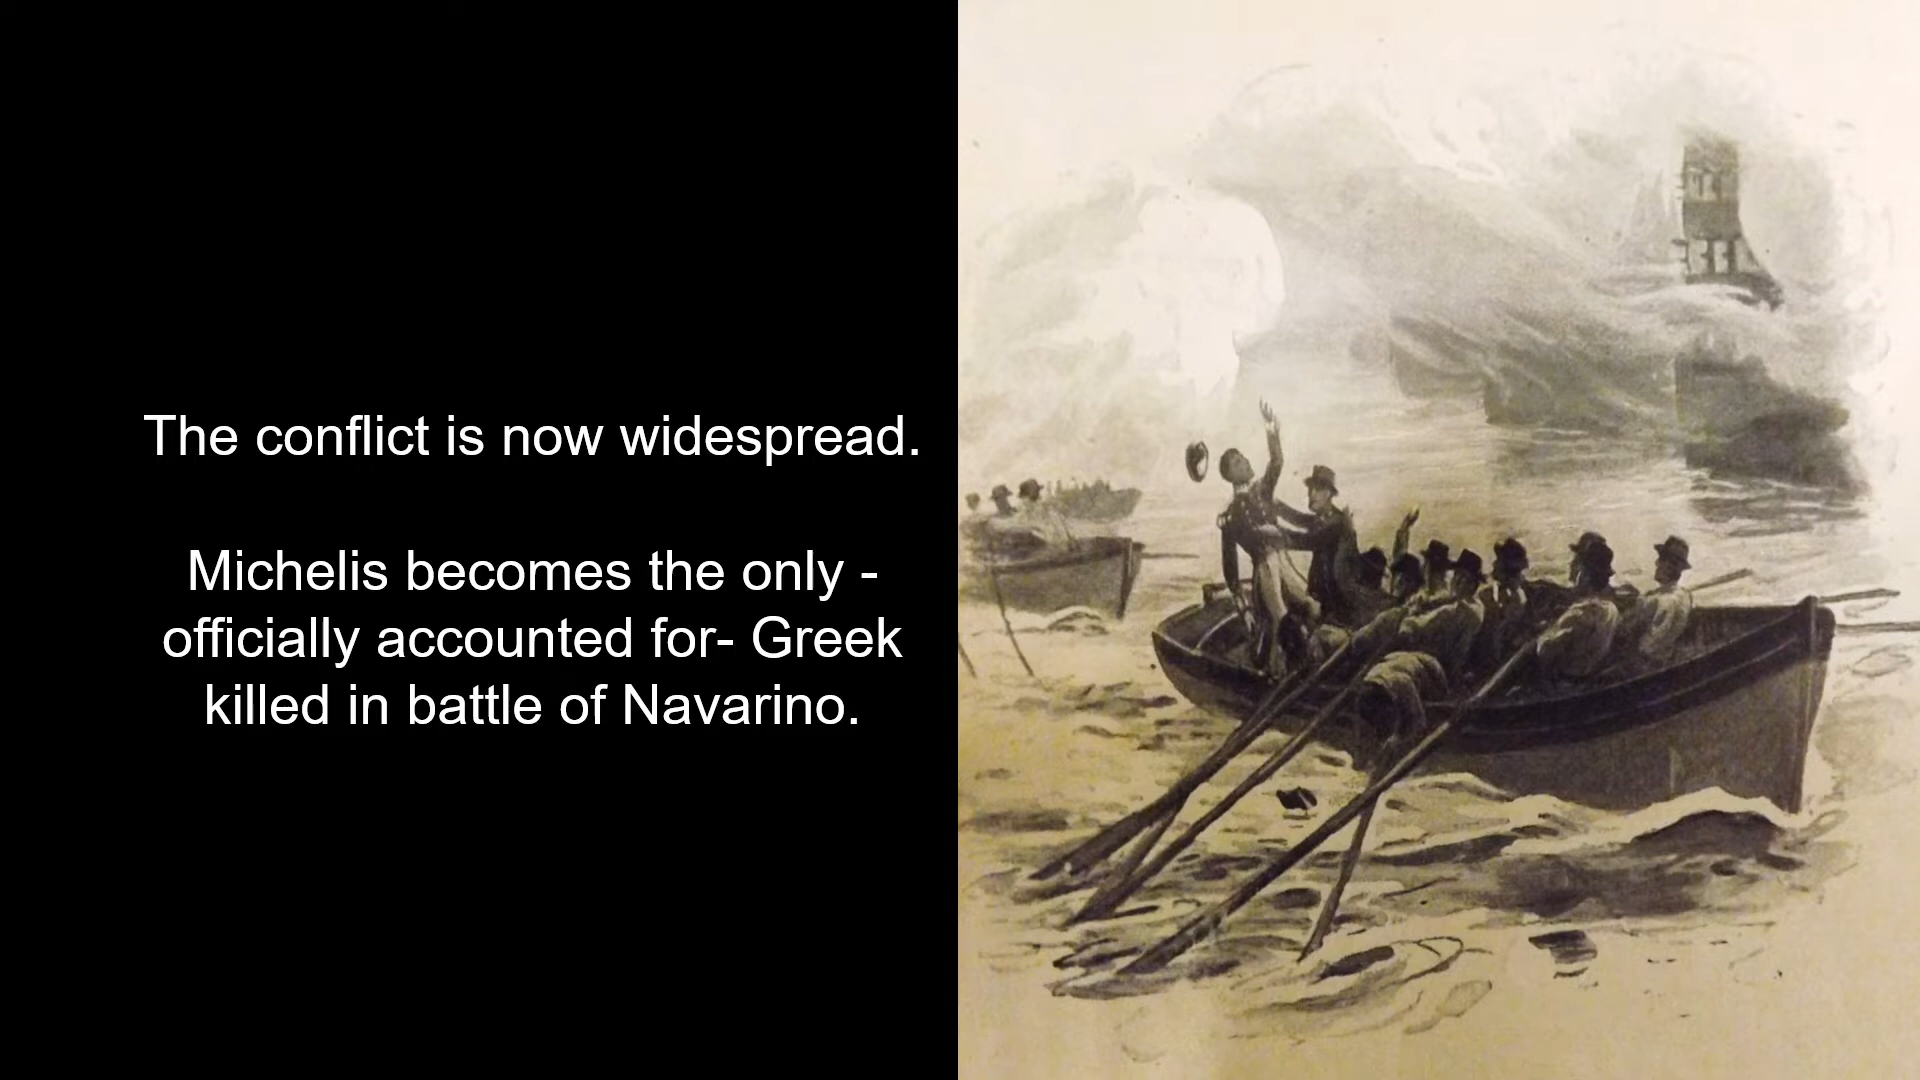 The conflict is now widespread.
Michelis becomes the only -
officially accounted for- Greek
killed in battle of Navarino.